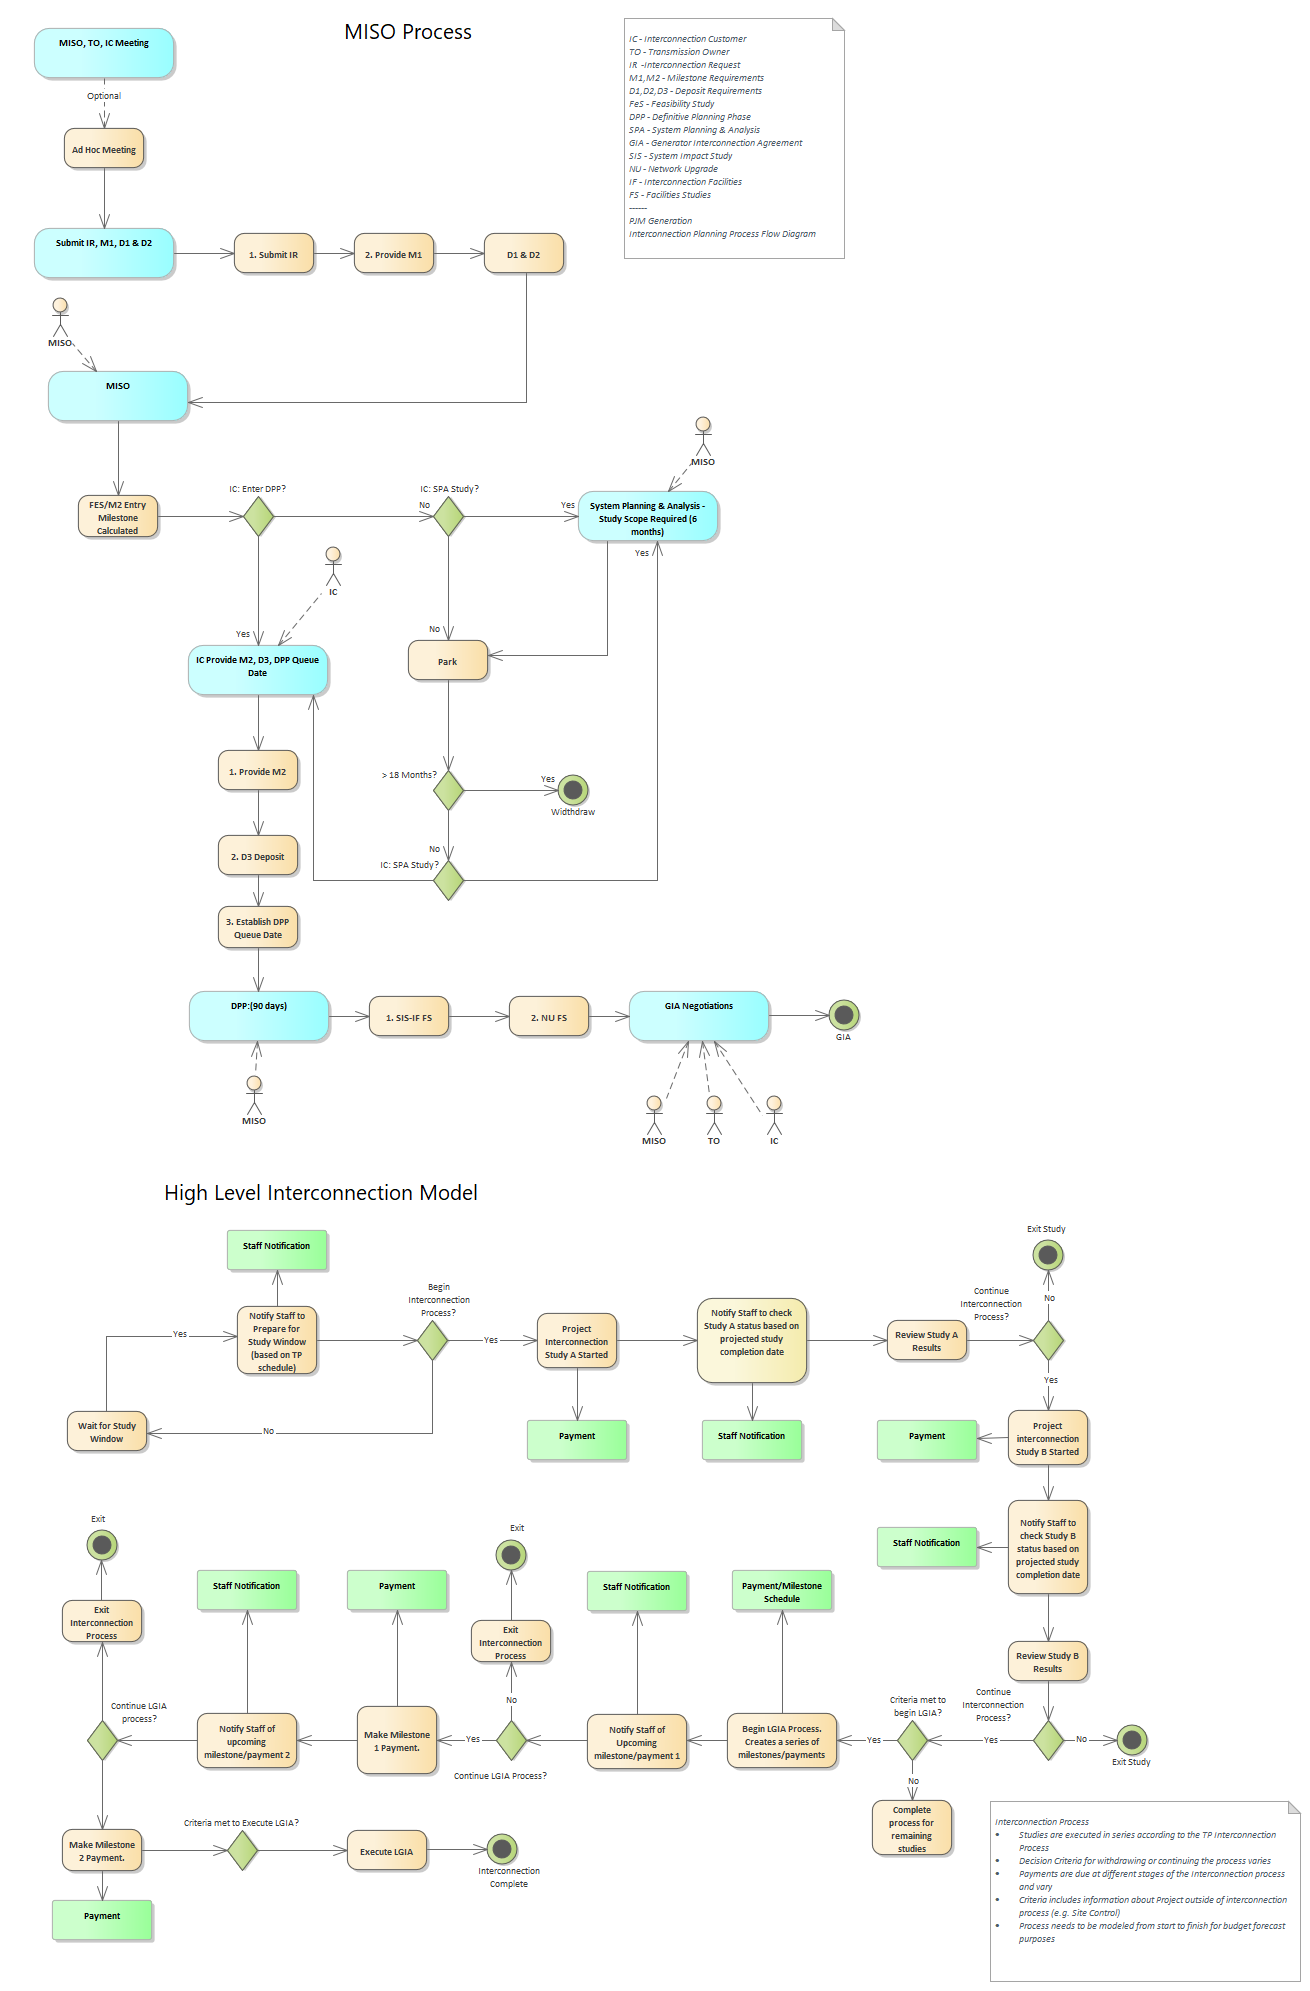 MISO Process
MISO, TO, IC Meeting
Optional
Ad Hoc Meeting
IC - Interconnection Customer
TO - Transmission Owner
IR -Interconnection Request
M1,M2 - Milestone Requirements
D1,D2,D3 - Deposit Requirements
FeS - Feasibility Study
DPP - Definitive Planning Phase
SPA - System Planning & Analysis
GIA - Generator Interconnection Agreement
SIS - System Impact Study
NU - Network Upgrade
IF - Interconnection Facilities
FS - Facilities Studies
------
PJM Generation
Interconnection Planning Process Flow Diagram
Submit IR, M1, D1 & D2
1. Submit IR
2. Provide M1
D1 & D2
MISO
MISO
MISO
FES/M2 Entry
Milestone
Calculated
IC: Enter DPP?
No
IC: SPA Study?
Yes
System Planning & Analysis -
Study Scope Required (6
months)
Yes
IC
Yes
No
IC Provide M2, D3, DPP Queue
Date
Park
1. Provide M2
> 18 Months?
Yes
Widthdraw
No
IC: SPA Study?
2. D3 Deposit
3. Establish DPP
Queue Date
DPP:(90 days)
1. SIS-IF FS
2. NU FS
GIA Negotiations
GIA
MISO
MISO
TO
IC
High Level Interconnection Model
Staff Notification
Notify Staff to
Prepare for
Study Window
(based on TP
schedule)
Yes
Wait for Study
Window
No
Begin
Interconnection
Process?
Yes
Project
Interconnection
Study A Started
Payment
Notify Staff to check
Study A status based on
projected study
completion date
Staff Notification
Review Study A
Results
Continue
Interconnection
Process?
Exit Study
No
Yes
Project
interconnection
Study B Started
Payment
Notify Staff to
check Study B
status based on
projected study
completion date
Staff Notification
Review Study B
Results
Continue
Interconnection
Process?
No
Exit Study
Yes
Criteria met to
begin LGIA?
No
Complete
process for
remaining
studies
Yes
Begin LGIA Process.
Creates a series of
milestones/payments
Payment/Milestone
Schedule
Notify Staff of
Upcoming
milestone/payment 1
Staff Notification
Continue LGIA Process?
No
Exit
Interconnection
Process
Exit
Yes
Make Milestone
1 Payment.
Payment
Notify Staff of
upcoming
milestone/payment 2
Staff Notification
Continue LGIA
process?
Exit
Interconnection
Process
Exit
Make Milestone
2 Payment.
Payment
Criteria met to Execute LGIA?
Execute LGIA
Interconnection
Complete
Interconnection Process
• Studies are executed in series according to the TP Interconnection
Process
• Decision Criteria for withdrawing or continuing the process varies
• Payments are due at different stages of the Interconnection process
and vary
• Criteria includes information about Project outside of interconnection
process (e.g. Site Control)
• Process needs to be modeled from start to finish for budget forecast
purposes